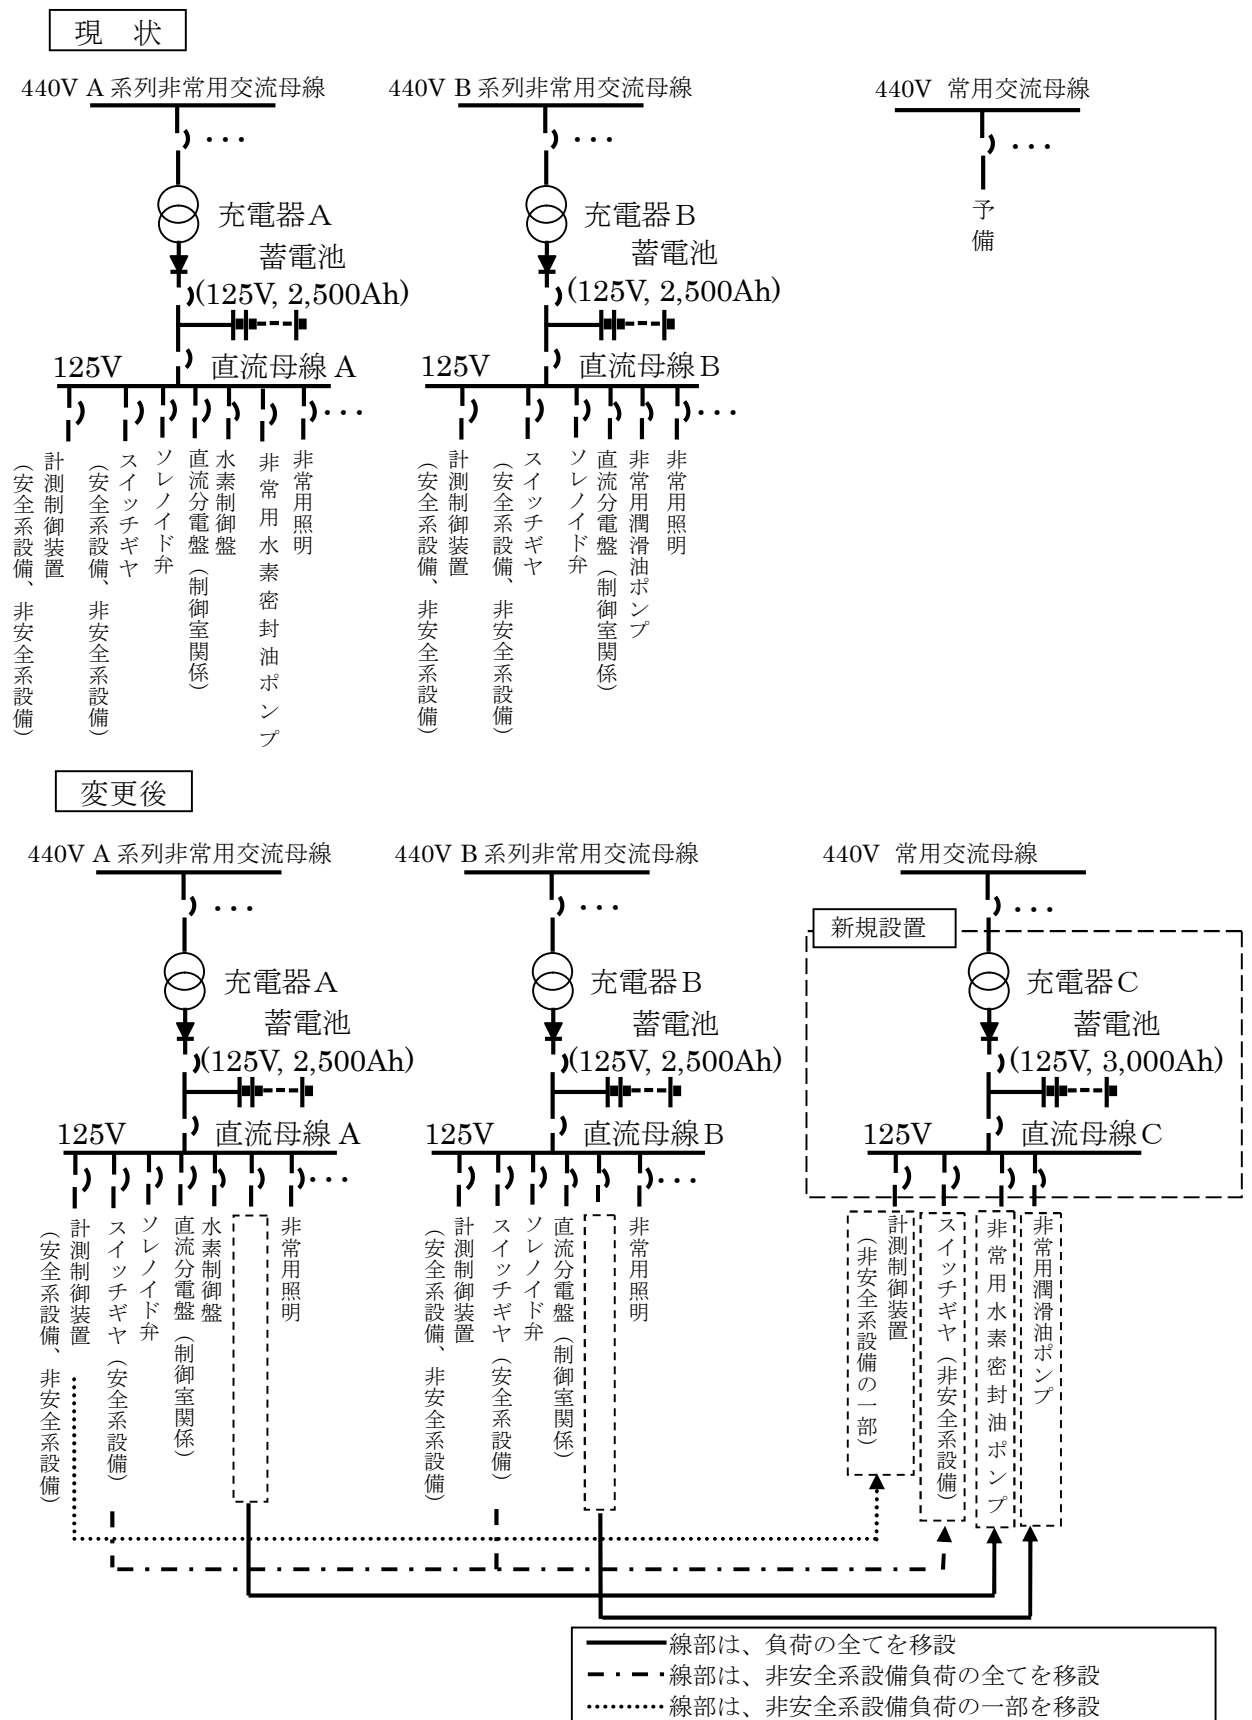 現 状
440V A 系列非常用交流母線
440V B 系列非常用交流母線
440V 常用交流母線
・・・
・・・
・・・
予備
充電器A
充電器B
蓄電池
蓄電池
(125V, 2,500Ah)
(125V, 2,500Ah)
125V
直流母線A
125V
直流母線B
・・・
・・・
計測制御装置
(安全系設備、非安全系設備)
スイッチギヤ
(安全系設備、非安全系設備)
ソレノイド弁
直流分電盤(制御室関係)
水素制御盤
非常用水素密封油ポンプ
非常用照明
計測制御装置
(安全系設備、非安全系設備)
スイッチギヤ
(安全系設備、非安全系設備)
ソレノイド弁
直流分電盤(制御室関係)
非常用潤滑油ポンプ
非常用照明
変更後
440V A 系列非常用交流母線
440V B 系列非常用交流母線
440V 常用交流母線
・・・
・・・
・・・
新規設置
充電器A
充電器B
充電器C
蓄電池
蓄電池
蓄電池
(125V, 2,500Ah)
(125V, 2,500Ah)
(125V, 3,000Ah)
125V
直流母線A
125V
直流母線B
125V
直流母線C
・・・
・・・
計測制御装置
(安全系設備、非安全系設備)
スイッチギヤ(安全系設備)
ソレノイド弁
直流分電盤(制御室関係)
水素制御盤
非常用照明
計測制御装置
(安全系設備、非安全系設備)
スイッチギヤ(安全系設備)
ソレノイド弁
直流分電盤(制御室関係)
非常用照明
計測制御装置
(非安全系設備の一部)
スイッチギヤ(非安全系設備)
非常用水素密封油ポンプ
非常用潤滑油ポンプ
線部は、負荷の全てを移設
線部は、非安全系設備負荷の全てを移設
線部は、非安全系設備負荷の一部を移設